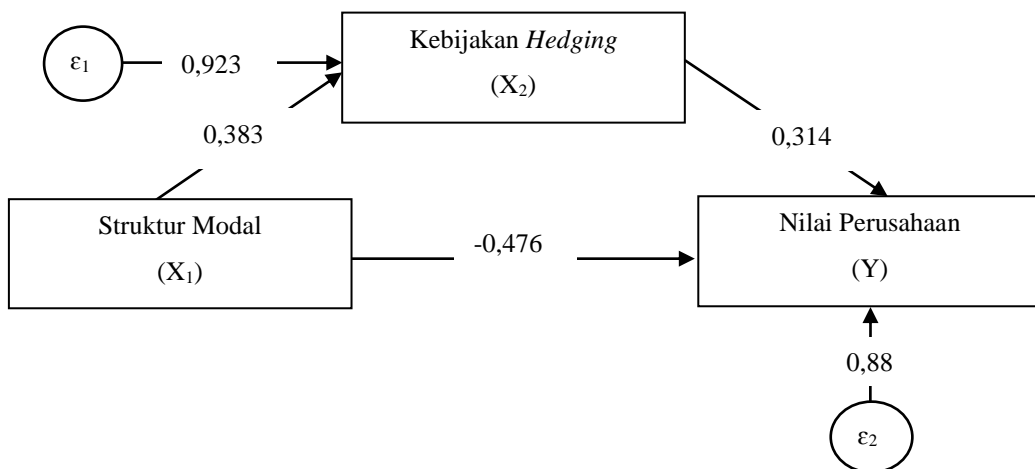 Kebijakan Hedging
(X₂)
ε₁
0,923
0,383
0,314
Struktur Modal
(X₁)
-0,476
Nilai Perusahaan
(Y)
0,88
ε₂